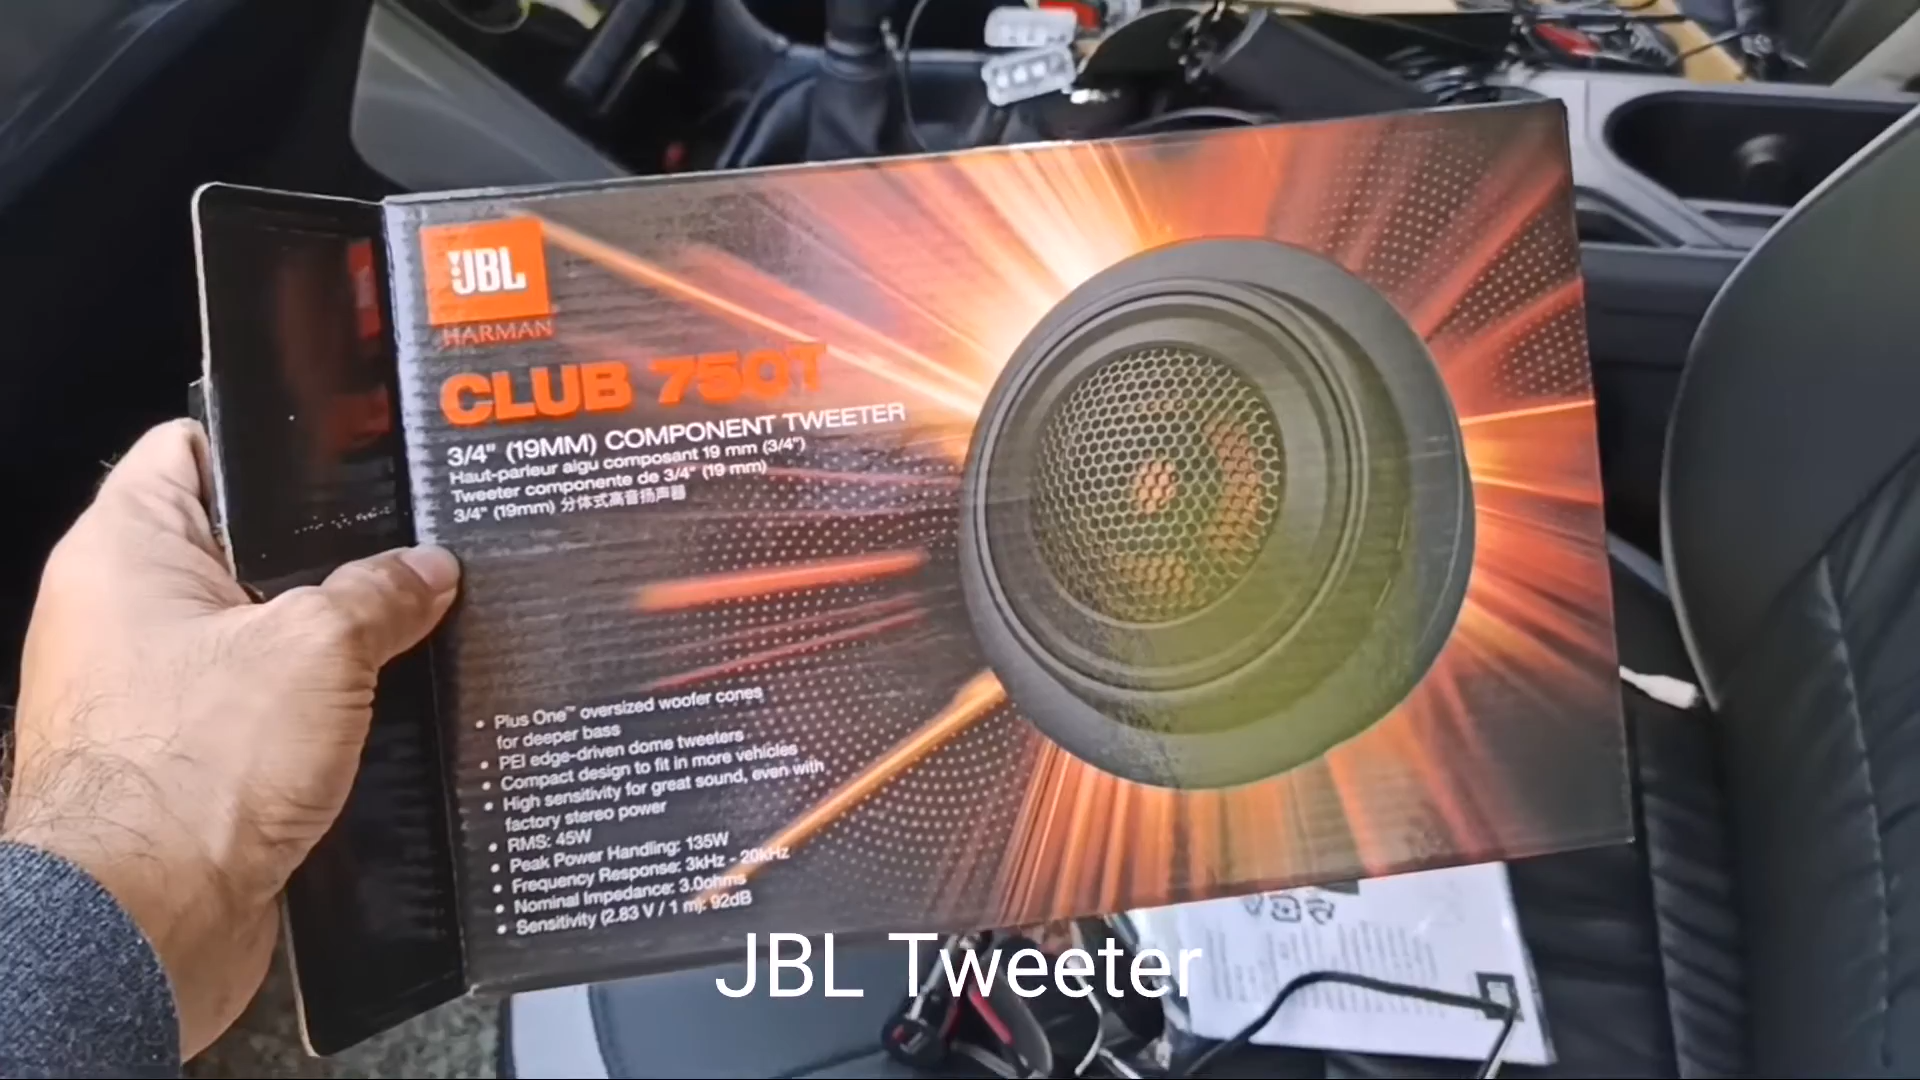 JBL
HARMAN
CLUB 750T
3/4" (19MM) COMPONENT TWEETER
Haut-parleur aigu composant 19 mm (3/4")
Tweeter componente de 3/4" (19 mm)
3/4" (19mm) 分体式高音扬声器
• Plus One™ oversized woofer cones
for deeper bass
• PEI edge-driven dome tweeters
• Compact design to fit in more vehicles
• High sensitivity for great sound, even with
factory stereo power
• RMS: 45W
• Peak Power Handling: 135W
• Frequency Response: 3kHz - 20kHz
• Nominal Impedance: 3.0ohms
• Sensitivity (2.83 V / 1 m): 92dB
JBL Tweeter